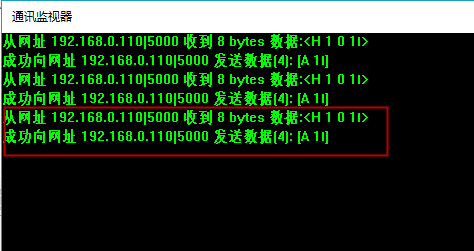 通讯监视器
从网址 192.168.0.110|5000 收到 8 bytes 数据:<H 1 0 1I>
成功向网址 192.168.0.110|5000 发送数据(4): [A 1I]
从网址 192.168.0.110|5000 收到 8 bytes 数据:<H 1 0 1I>
成功向网址 192.168.0.110|5000 发送数据(4): [A 1I]
从网址 192.168.0.110|5000 收到 8 bytes 数据:<H 1 0 1I>
成功向网址 192.168.0.110|5000 发送数据(4): [A 1I]